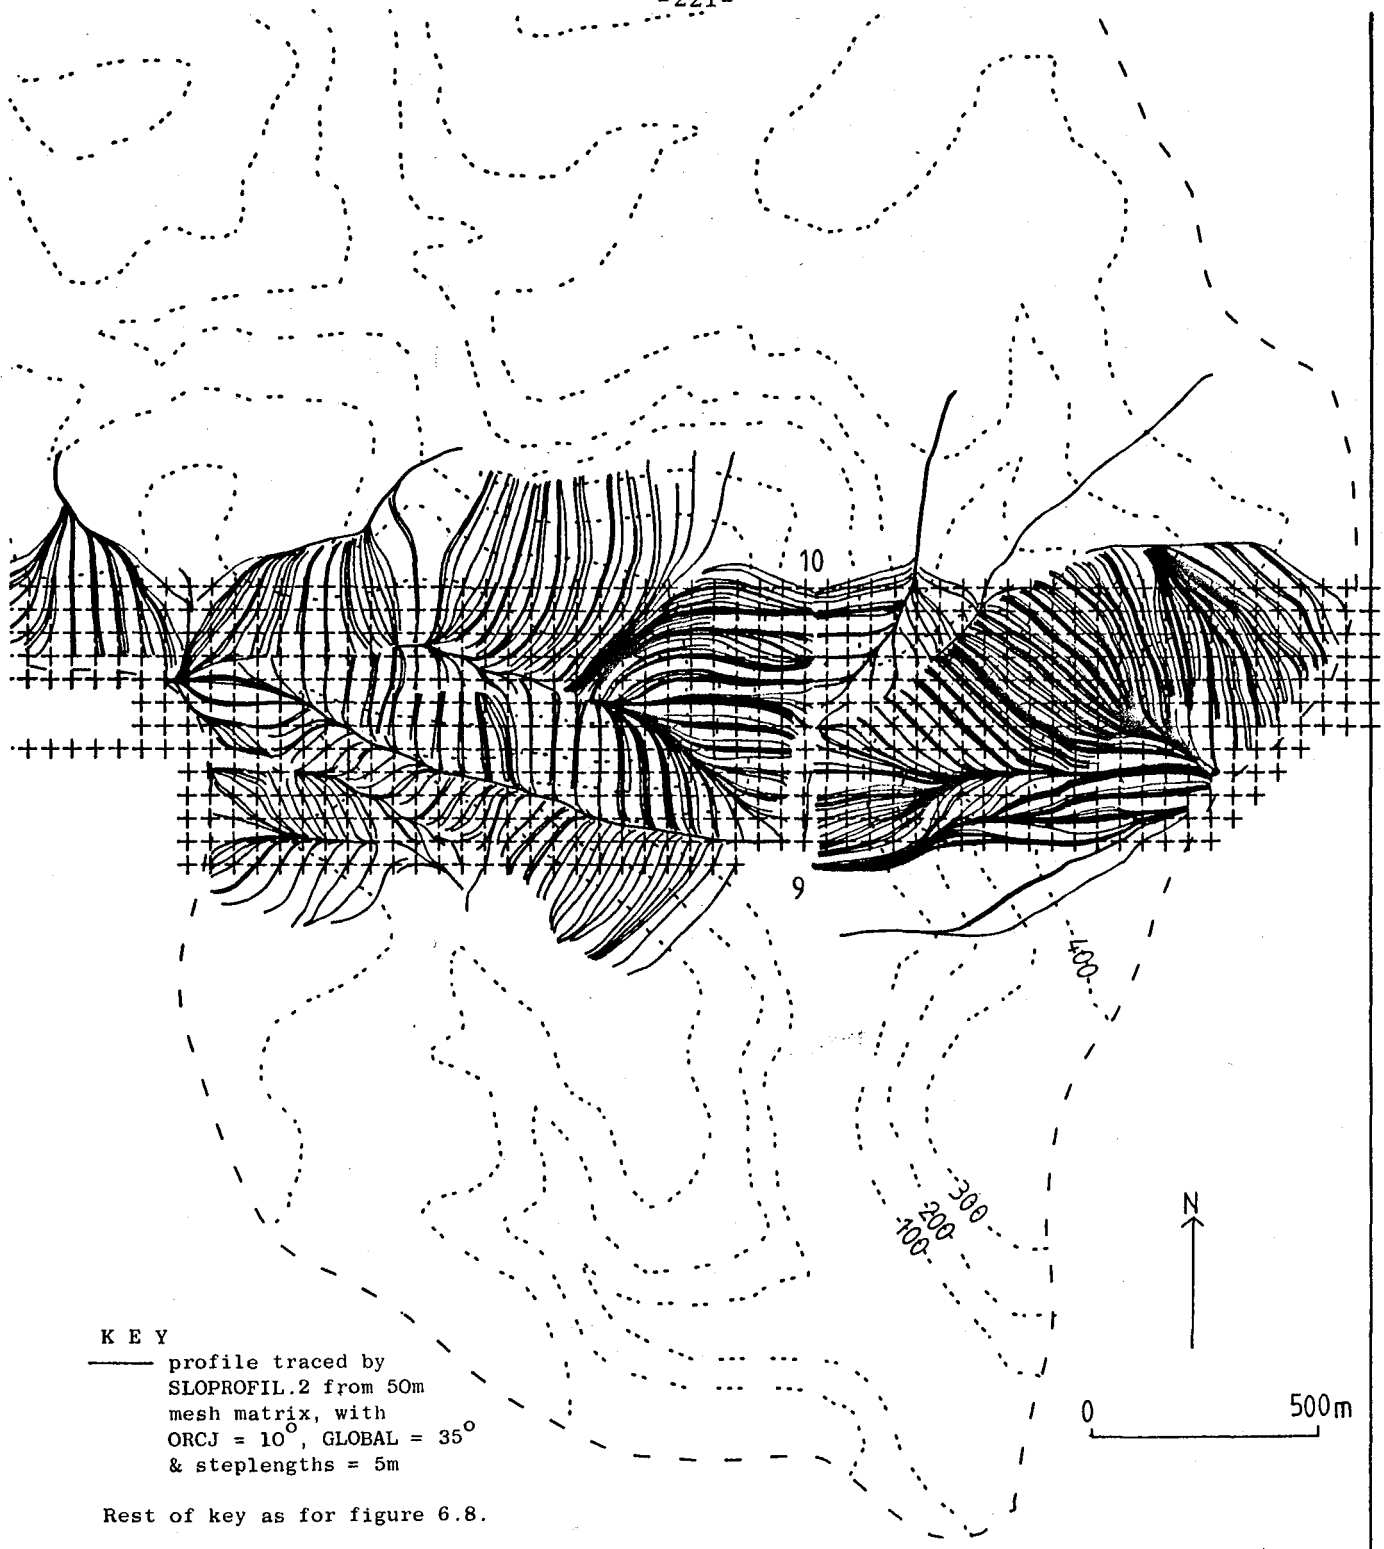 -221-
10
9
400
300
200
100
N
0 500m
K E Y
profile traced by
SLOPROFIL.2 from 50m
mesh matrix, with
ORCJ = 10°, GLOBAL = 35°
& steplengths = 5m
Rest of key as for figure 6.8.